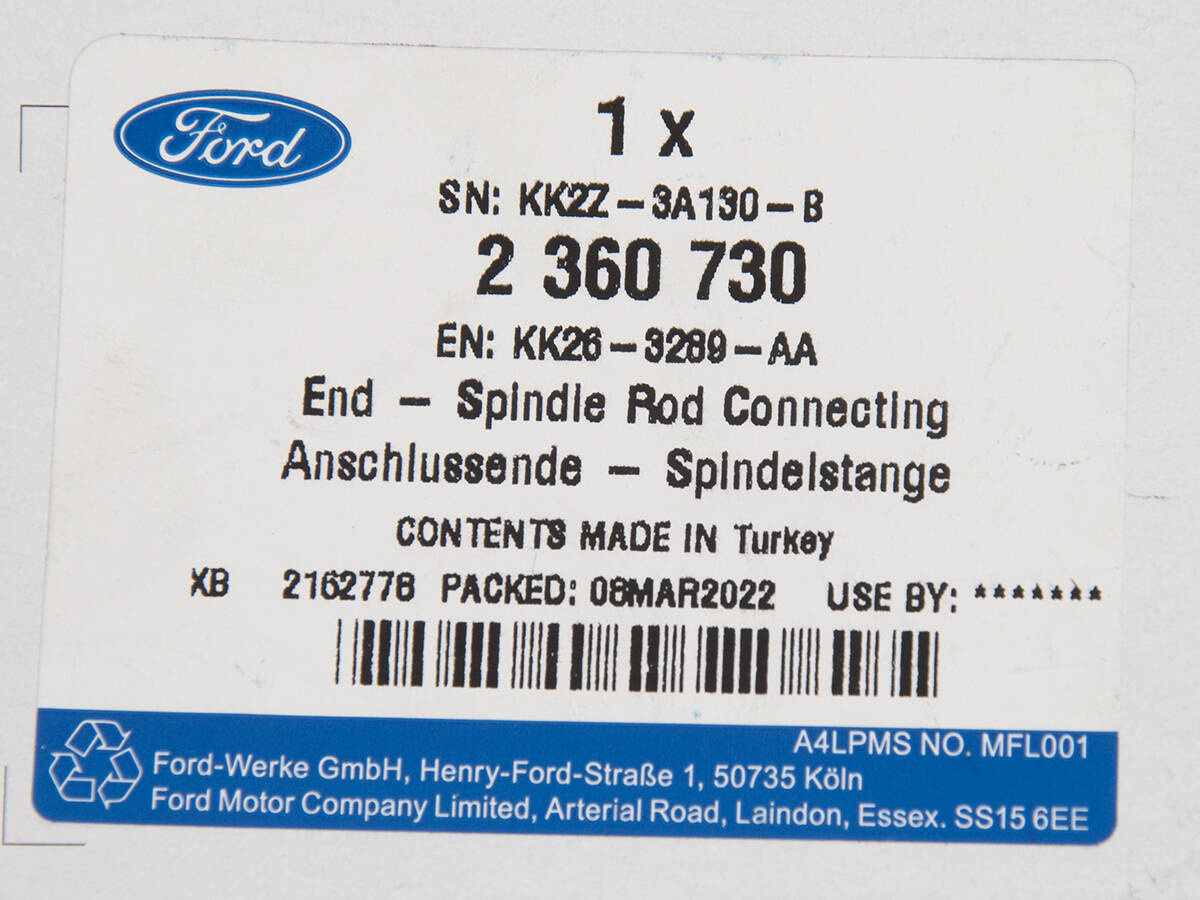 Ford
1 x
SN: KK2Z-3A130-B
2 360 730
EN: KK26-3289-AA
End - Spindle Rod Connecting
Anschlussende - Spindelstange
CONTENTS MADE IN Turkey
XB 2162778 PACKED: 08MAR2022 USE BY: *******
A4LPMS NO. MFL001
Ford-Werke GmbH, Henry-Ford-Straße 1, 50735 Köln
Ford Motor Company Limited, Arterial Road, Laindon, Essex. SS15 6EE